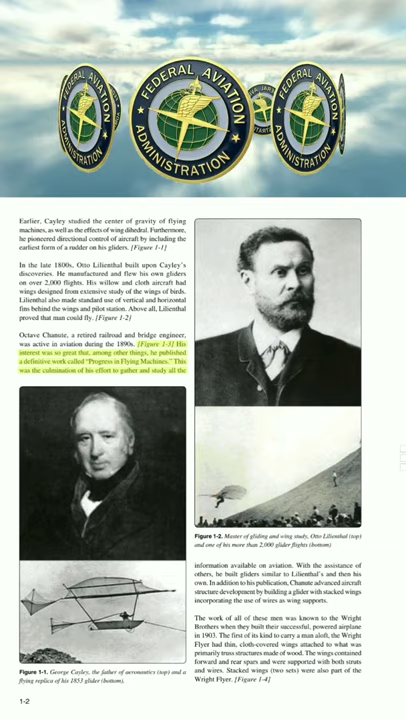 FEDERAL AVIATION
ADMINISTRATION
FEDERAL AVIATION
ADMINISTRATION
FEDERAL AVIATION
ADMINISTRATION
Earlier, Cayley studied the center of gravity of flying
machines, as well as the effects of wing dihedral. Furthermore,
he pioneered directional control of aircraft by including the
earliest form of a rudder on his gliders. [Figure 1-1]
In the late 1800s, Otto Lilienthal built upon Cayley's
discoveries. He manufactured and flew his own gliders
on over 2,000 flights. His willow and cloth aircraft had
wings designed from extensive study of the wings of birds.
Lilienthal also made standard use of vertical and horizontal
fins behind the wings and pilot station. Above all, Lilienthal
proved that man could fly. [Figure 1-2]
Octave Chanute, a retired railroad and bridge engineer,
was active in aviation during the 1890s. [Figure 1-3] His
interest was so great that, among other things, he published
a definitive work called "Progress in Flying Machines." This
was the culmination of his effort to gather and study all the
Figure 1-1. George Cayley, the father of aeronautics (top) and a
flying replica of his 1853 glider (bottom).
Figure 1-2. Master of gliding and wing study, Otto Lilienthal (top)
and one of his more than 2,000 glider flights (bottom)
information available on aviation. With the assistance of
others, he built gliders similar to Lilienthal's and then his
own. In addition to his publication, Chanute advanced aircraft
structure development by building a glider with stacked wings
incorporating the use of wires as wing supports.
The work of all of these men was known to the Wright
Brothers when they built their successful, powered airplane
in 1903. The first of its kind to carry a man aloft, the Wright
Flyer had thin, cloth-covered wings attached to what was
primarily truss structures made of wood. The wings contained
forward and rear spars and were supported with both struts
and wires. Stacked wings (two sets) were also part of the
Wright Flyer. [Figure 1-4]
1-2